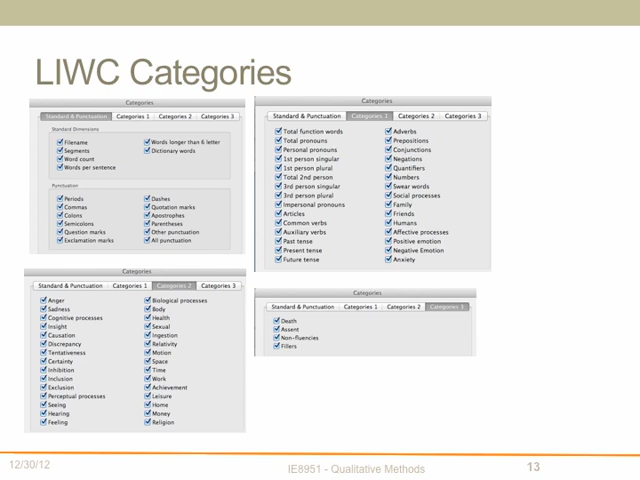 LIWC Categories
Categories
Standard & Punctuation Categories 1 Categories 2 Categories 3
Standard Dimensions
Filename
Segments
Word count
Words per sentence
Words longer than 6 letter
Dictionary words
Punctuation
Periods
Commas
Colons
Semicolons
Question marks
Exclamation marks
Dashes
Quotation marks
Apostrophes
Parentheses
Other punctuation
All punctuation
Categories
Standard & Punctuation Categories 1 Categories 2 Categories 3
Total function words
Total pronouns
Personal pronouns
1st person singular
1st person plural
Total 2nd person
3rd person singular
3rd person plural
Impersonal pronouns
Articles
Common verbs
Auxiliary verbs
Past tense
Present tense
Future tense
Adverbs
Prepositions
Conjunctions
Negations
Quantifiers
Numbers
Swear words
Social processes
Family
Friends
Humans
Affective processes
Positive emotion
Negative Emotion
Anxiety
Categories
Standard & Punctuation Categories 1 Categories 2 Categories 3
Anger
Sadness
Cognitive processes
Insight
Causation
Discrepancy
Tentativeness
Certainty
Inhibition
Inclusion
Exclusion
Perceptual processes
Seeing
Hearing
Feeling
Biological processes
Body
Health
Sexual
Ingestion
Relativity
Motion
Space
Time
Work
Achievement
Leisure
Home
Money
Religion
Categories
Standard & Punctuation Categories 1 Categories 2 Categories 3
Death
Assent
Non-fluencies
Fillers
12/30/12
IE8951 - Qualitative Methods
13